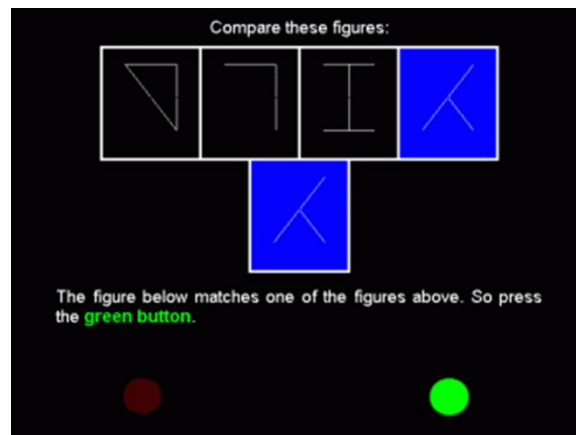 Compare these figures:
The figure below matches one of the figures above. So press
the green button.